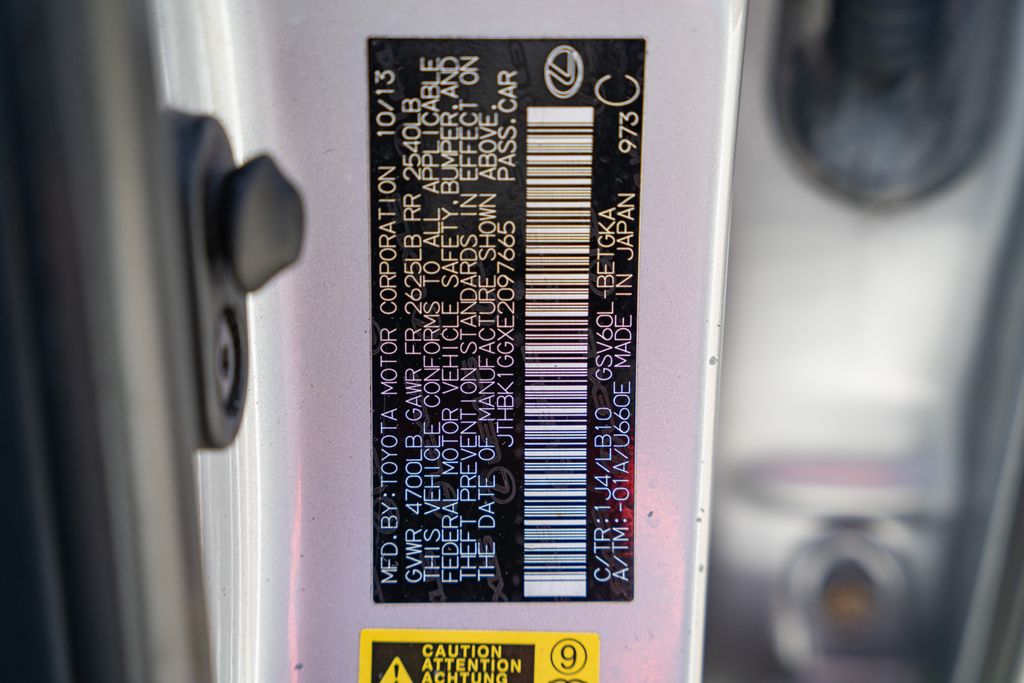 MFD.BY:TOYOTA MOTOR CORPORATION 10/13
GVWR 4700LB GAWR FR 2625LB RR 2540LB
THIS VEHICLE CONFORMS TO ALL APPLICABLE
FEDERAL MOTOR VEHICLE SAFETY,BUMPER,AND
THEFT PREVENTION STANDARDS IN EFFECT ON
THE DATE OF MANUFACTURE SHOWN ABOVE.
JTHBK1GGXE2097665 PASS.CAR
C/TR:1J4/LB10 GSV60L-BETGKA
A/TM:-01A/U660E MADE IN JAPAN 973 C
CAUTION
ATTENTION
ACHTUNG
9